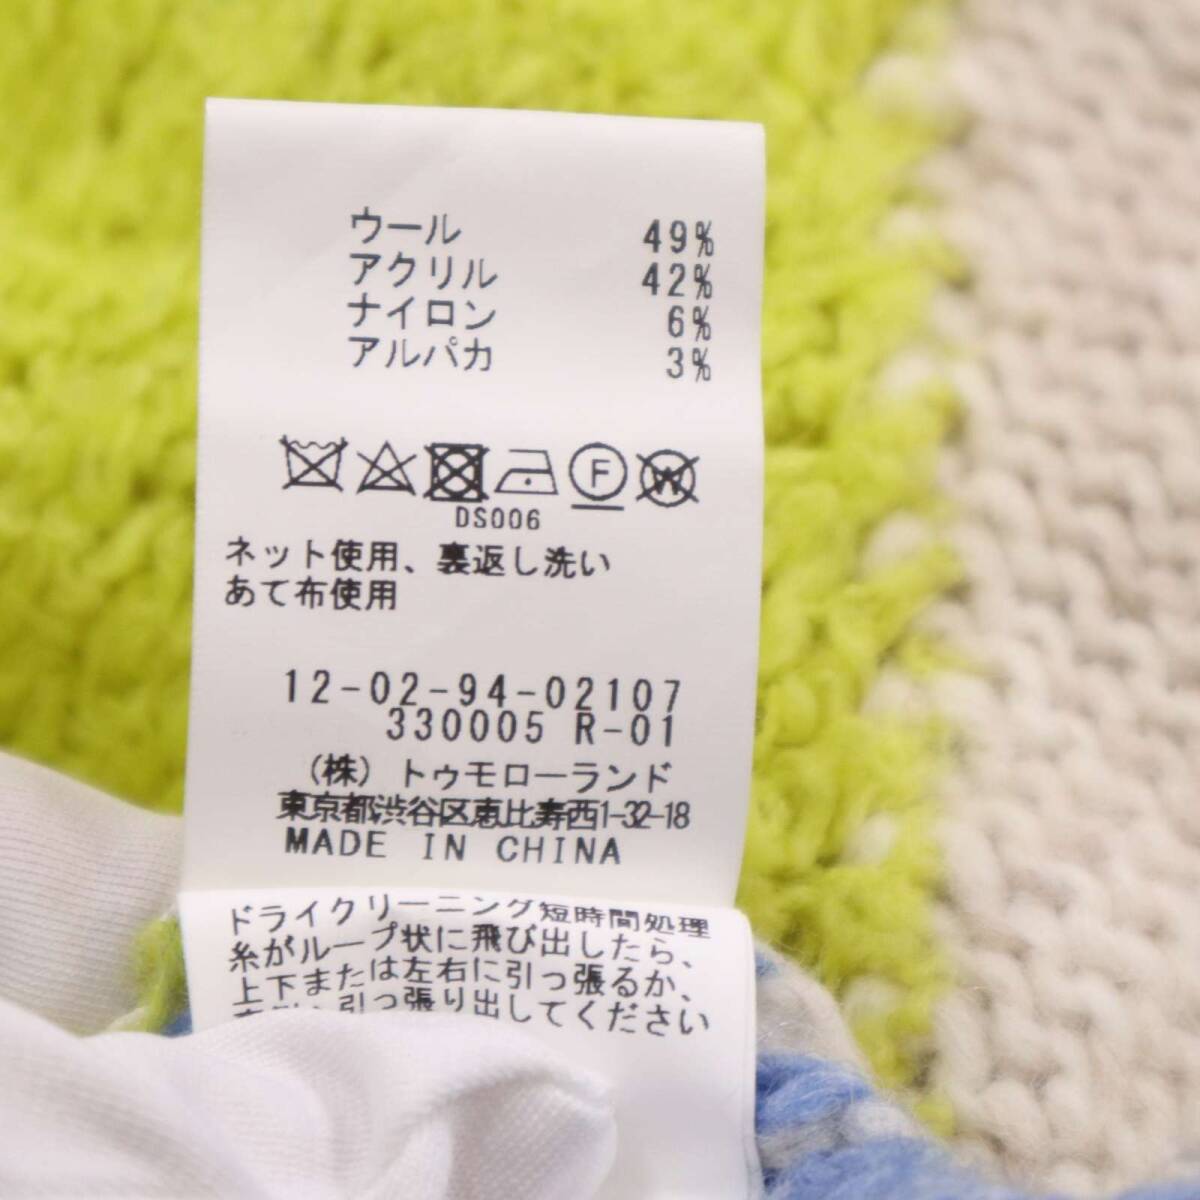 ウール 49%
アクリル 42%
ナイロン 6%
アルパカ 3%
F W
DS006
ネット使用、裏返し洗い
あて布使用
12-02-94-02107
330005 R-01
(株) トゥモローランド
東京都渋谷区恵比寿西1-32-18
MADE IN CHINA
ドライクリーニング短時間処理
糸がループ状に飛び出したら、
上下または左右に引っ張るか、
引っ張り出してください